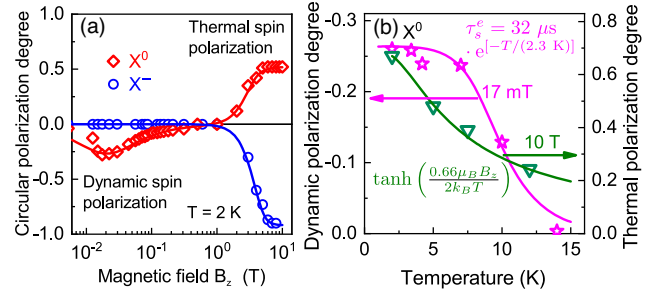 (a)
Thermal spin
polarization
X⁰
X⁻
Dynamic spin
polarization
T = 2 K
1.0
0.5
0.0
-0.5
-1.0
Circular polarization degree
10⁻² 10⁻¹ 10⁰ 10¹
Magnetic field B_z (T)
(b)
X⁰
τ_s^e = 32 μs
· e^[-T/(2.3 K)]
17 mT
10 T
tanh (0.66μ_B B_z / 2k_B T)
-0.3
-0.2
-0.1
-0.0
Dynamic polarization degree
0.8
0.6
0.4
0.2
0.0
Thermal polarization degree
0 5 10 15
Temperature (K)